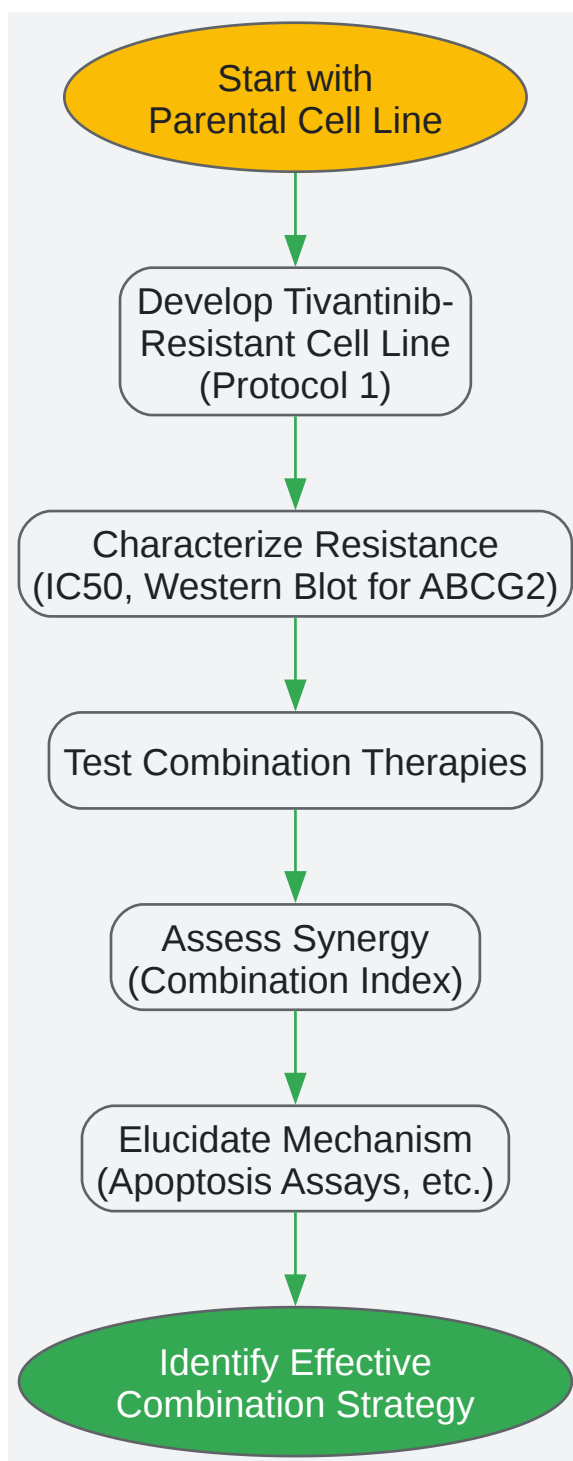 Start with
Parental Cell Line
Develop Tivantinib-
Resistant Cell Line
(Protocol 1)
Characterize Resistance
(IC50, Western Blot for ABCG2)
Test Combination Therapies
Assess Synergy
(Combination Index)
Elucidate Mechanism
(Apoptosis Assays, etc.)
Identify Effective
Combination Strategy